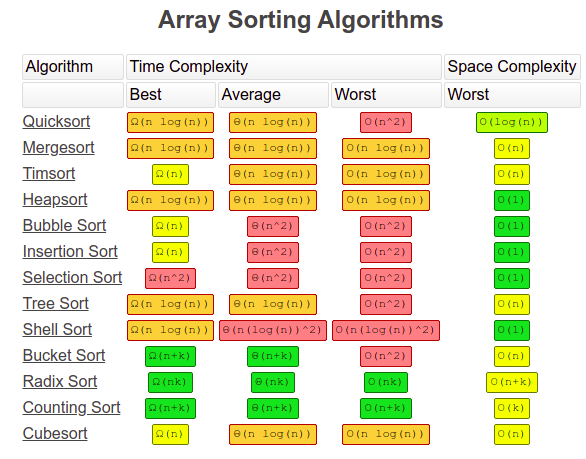 Array Sorting Algorithms
Algorithm Time Complexity Space Complexity
Best Average Worst Worst
Quicksort Ω(n log(n)) Θ(n log(n)) O(n^2) O(log(n))
Mergesort Ω(n log(n)) Θ(n log(n)) O(n log(n)) O(n)
Timsort Ω(n) Θ(n log(n)) O(n log(n)) O(n)
Heapsort Ω(n log(n)) Θ(n log(n)) O(n log(n)) O(1)
Bubble Sort Ω(n) Θ(n^2) O(n^2) O(1)
Insertion Sort Ω(n) Θ(n^2) O(n^2) O(1)
Selection Sort Ω(n^2) Θ(n^2) O(n^2) O(1)
Tree Sort Ω(n log(n)) Θ(n log(n)) O(n^2) O(n)
Shell Sort Ω(n log(n)) Θ(n(log(n))^2) O(n(log(n))^2) O(1)
Bucket Sort Ω(n+k) Θ(n+k) O(n^2) O(n)
Radix Sort Ω(nk) Θ(nk) O(nk) O(n+k)
Counting Sort Ω(n+k) Θ(n+k) O(n+k) O(k)
Cubesort Ω(n) Θ(n log(n)) O(n log(n)) O(n)